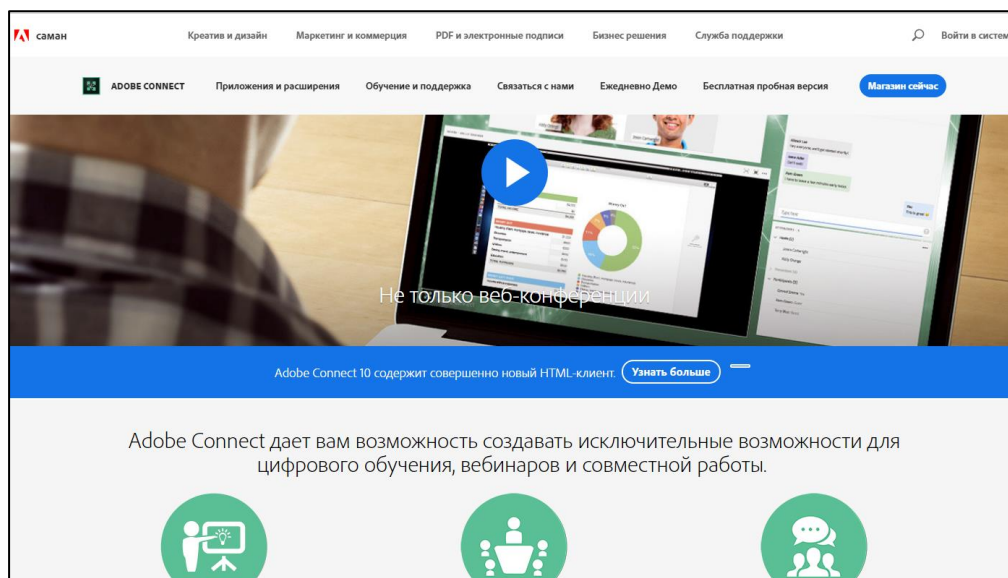 саман
Креатив и дизайн
Маркетинг и коммерция
PDF и электронные подписи
Бизнес решения
Служба поддержки
Войти в систем
ADOBE CONNECT
Приложения и расширения
Обучение и поддержка
Связаться с нами
Ежедневно Демо
Бесплатная пробная версия
Магазин сейчас
Не только веб-конференции
Adobe Connect 10 содержит совершенно новый HTML-клиент.
Узнать больше
Adobe Connect дает вам возможность создавать исключительные возможности для
цифрового обучения, вебинаров и совместной работы.